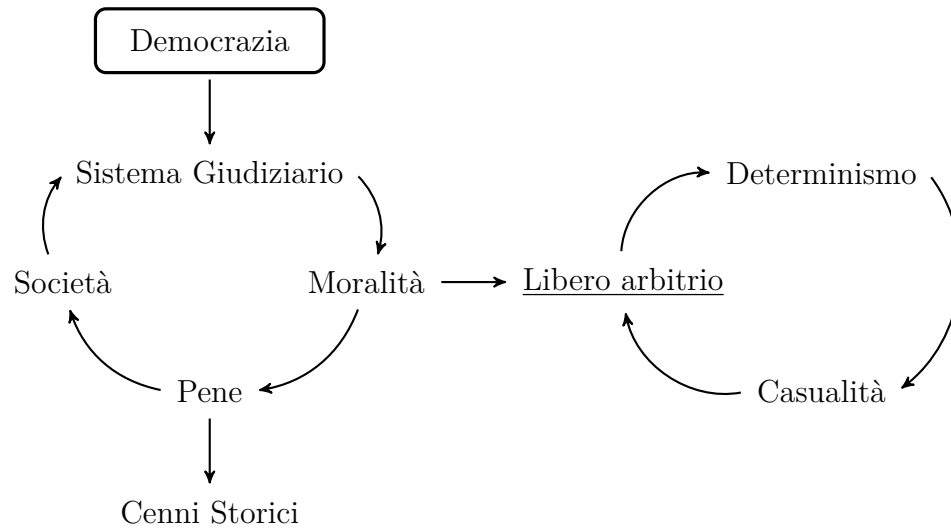 Democrazia
Sistema Giudiziario
Determinismo
Società
Moralità
Libero arbitrio
Pene
Casualità
Cenni Storici